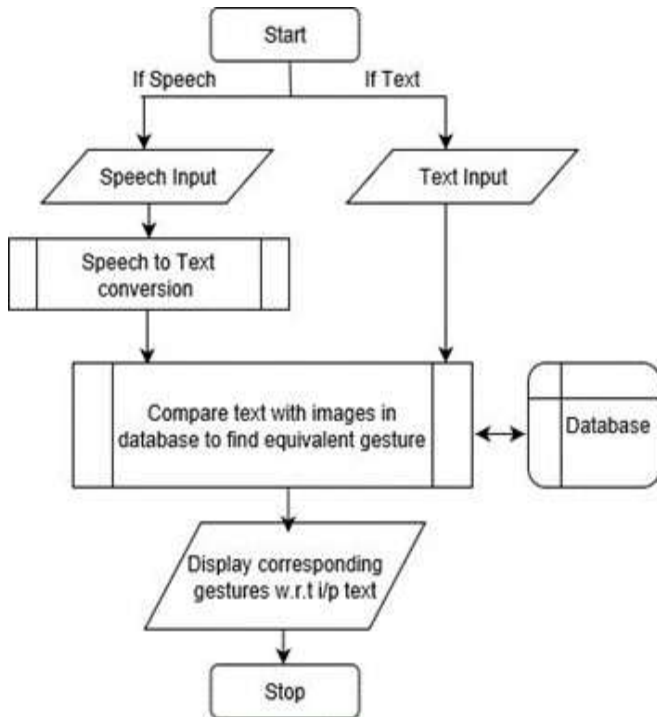 Start
If Speech
If Text
Speech Input
Text Input
Speech to Text
conversion
Compare text with images in
database to find equivalent gesture
Database
Display corresponding
gestures w.r.t i/p text
Stop